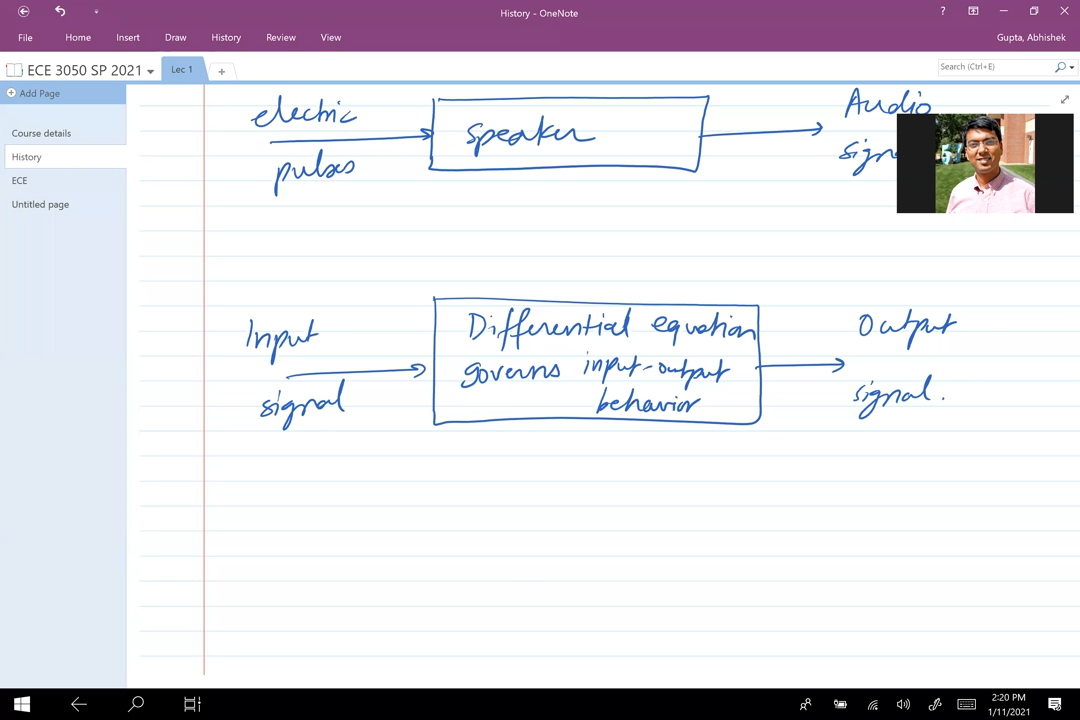 History - OneNote
?
File Home Insert Draw History Review View
Gupta, Abhishek
ECE 3050 SP 2021
Lec 1
+
Search (Ctrl+E)
Add Page
Course details
History
ECE
Untitled page
electric
pulses
speaker
Audio
signa
Input
signal
Differential equation
governs input-output
behavior
Output
signal.
2:20 PM
1/11/2021